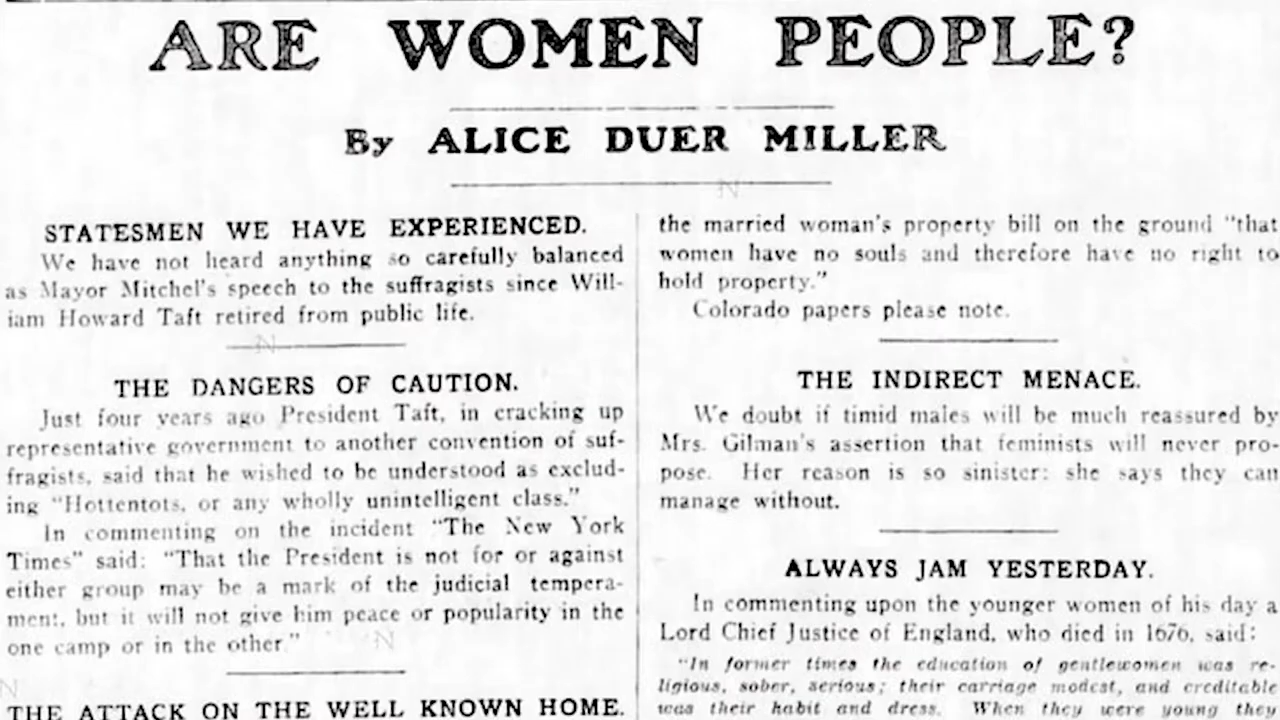 ARE WOMEN PEOPLE?
By ALICE DUER MILLER
STATESMEN WE HAVE EXPERIENCED.
We have not heard anything so carefully balanced
as Mayor Mitchel's speech to the suffragists since Will-
iam Howard Taft retired from public life.
THE DANGERS OF CAUTION.
Just four years ago President Taft, in cracking up
representative government to another convention of suf-
fragists, said that he wished to be understood as exclud-
ing "Hottentots, or any wholly unintelligent class."
In commenting on the incident "The New York
Times" said: "That the President is not for or against
either group may be a mark of the judicial tempera-
ment, but it will not give him peace or popularity in the
one camp or in the other."
THE ATTACK ON THE WELL KNOWN HOME.
the married woman's property bill on the ground "that
women have no souls and therefore have no right to
hold property."
Colorado papers please note.
THE INDIRECT MENACE.
We doubt if timid males will be much reassured by
Mrs. Gilman's assertion that feminists will never pro-
pose. Her reason is so sinister: she says they can
manage without.
ALWAYS JAM YESTERDAY.
In commenting upon the younger women of his day a
Lord Chief Justice of England, who died in 1676, said:
"In former times the education of gentlewomen was re-
ligious, sober, serious; their carriage modest, and creditable
was their habit and dress. When they were young they